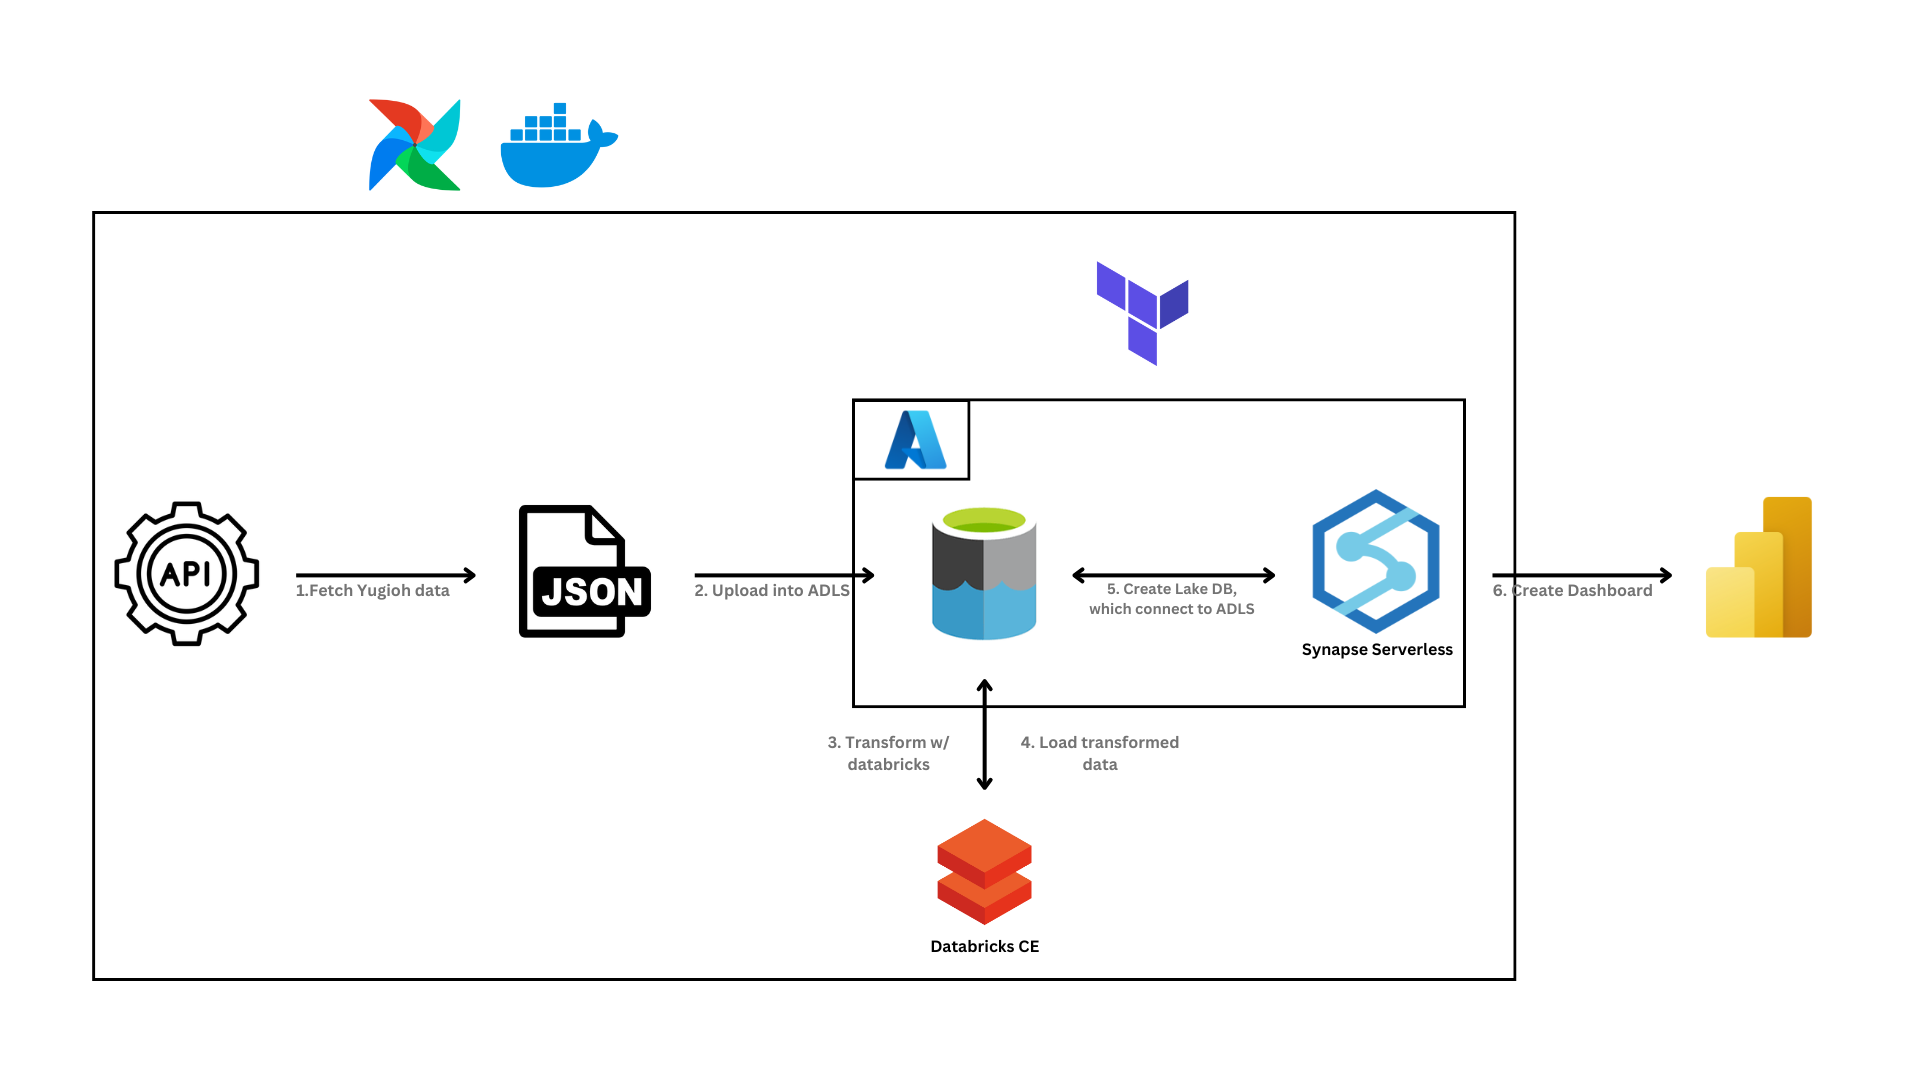 API
1.Fetch Yugioh data
JSON
2. Upload into ADLS
5. Create Lake DB,
which connect to ADLS
Synapse Serverless
6. Create Dashboard
3. Transform w/
databricks
4. Load transformed
data
Databricks CE